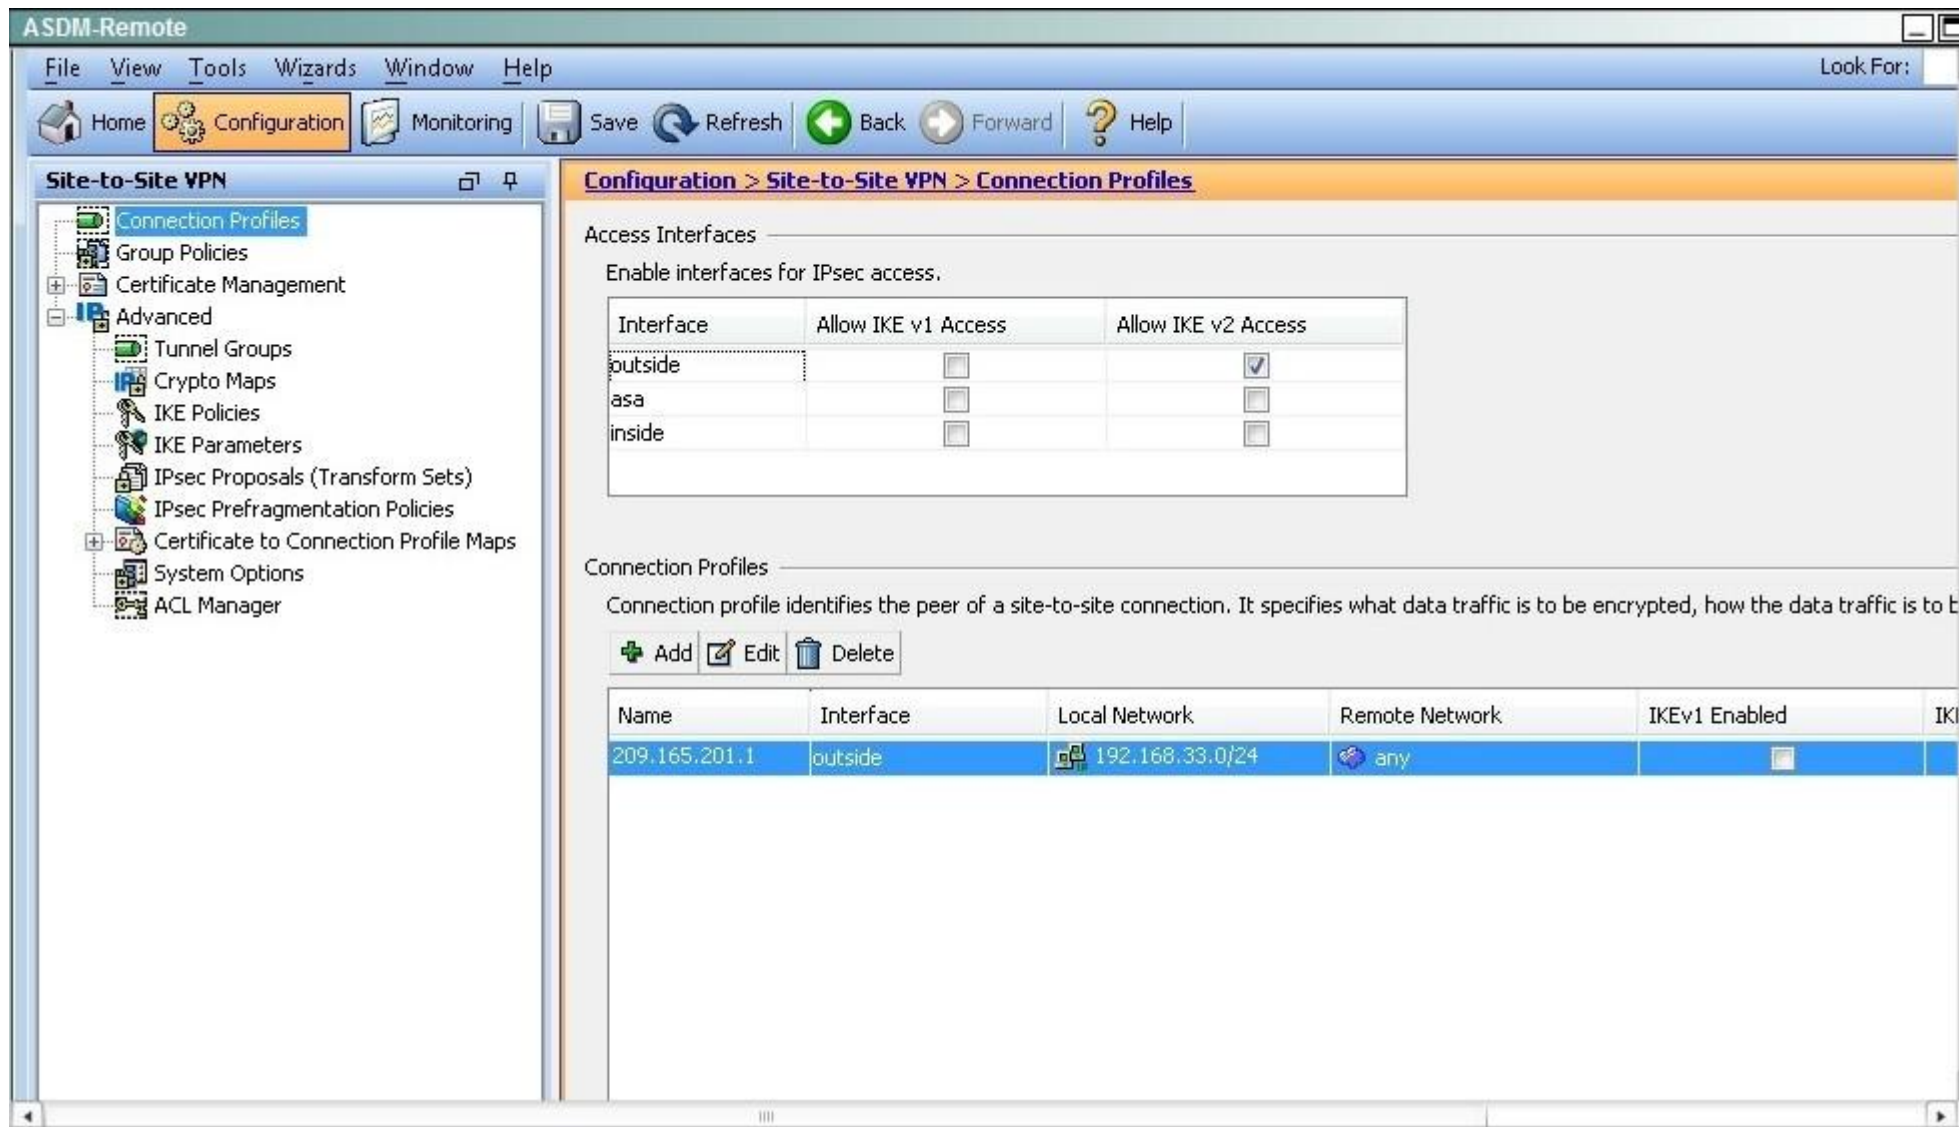 ASDM-Remote
File View Tools Wizards Window Help
Look For:
Home Configuration Monitoring Save Refresh Back Forward Help
Site-to-Site VPN
Connection Profiles
Group Policies
Certificate Management
Advanced
Tunnel Groups
Crypto Maps
IKE Policies
IKE Parameters
IPsec Proposals (Transform Sets)
IPsec Prefragmentation Policies
Certificate to Connection Profile Maps
System Options
ACL Manager
Configuration > Site-to-Site VPN > Connection Profiles
Access Interfaces
Enable interfaces for IPsec access.
Interface Allow IKE v1 Access Allow IKE v2 Access
outside
asa
inside
Connection Profiles
Connection profile identifies the peer of a site-to-site connection. It specifies what data traffic is to be encrypted, how the data traffic is to
Add Edit Delete
Name Interface Local Network Remote Network IKEv1 Enabled
209.165.201.1 outside 192.168.33.0/24 any